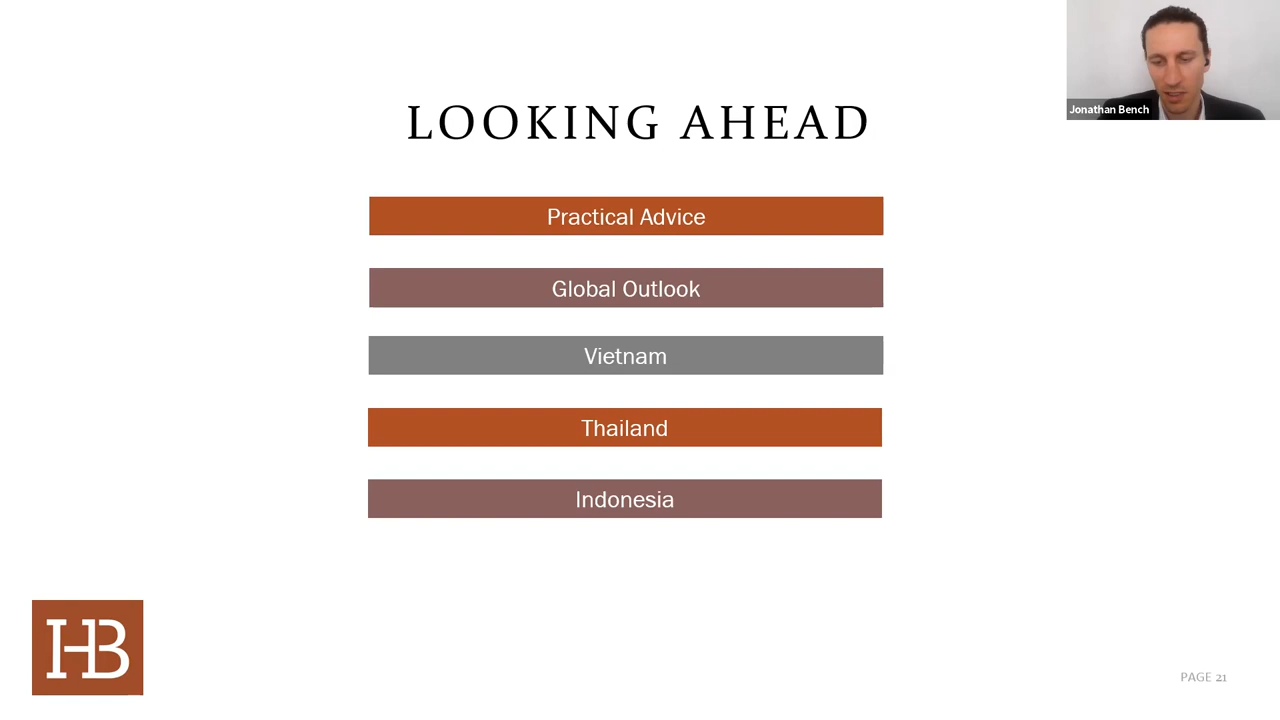 LOOKING AHEAD
Jonathan Bench
Practical Advice
Global Outlook
Vietnam
Thailand
Indonesia
HB
PAGE 21